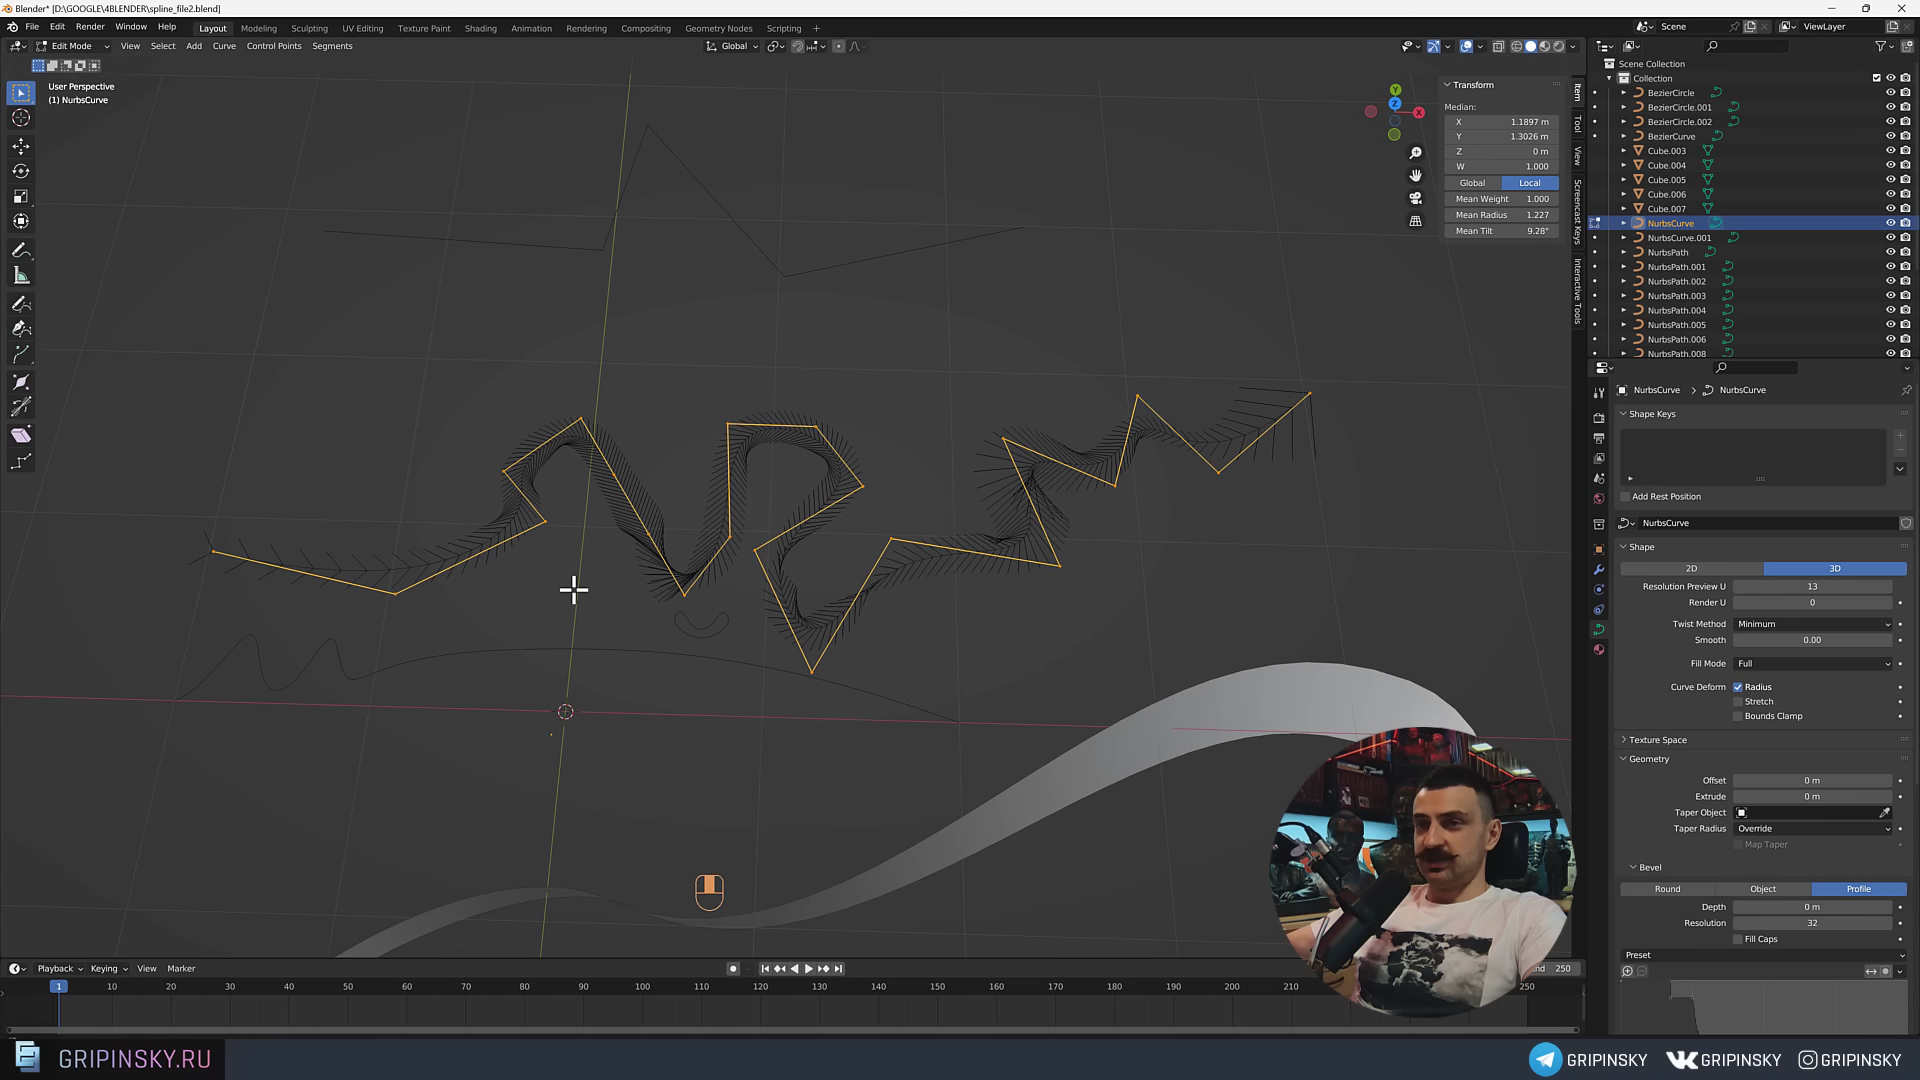 Blender* [D:\GOOGLE\4BLENDER\spline_file2.blend]
File Edit Render Window Help Layout Modeling Sculpting UV Editing Texture Paint Shading Animation Rendering Compositing Geometry Nodes Scripting + Scene ViewLayer
Edit Mode View Select Add Curve Control Points Segments Global
User Perspective
(1) NurbsCurve
Y
Z
X
Transform
Median:
X 1.1897 m
Y 1.3026 m
Z 0 m
W 1.000
Global Local
Mean Weight 1.000
Mean Radius 1.227
Mean Tilt 9.28°
Item
Tool
View
Screencast Keys
Interactive Tools
Scene Collection
Collection
BezierCircle
BezierCircle.001
BezierCircle.002
BezierCurve
Cube.003
Cube.004
Cube.005
Cube.006
Cube.007
NurbsCurve
NurbsCurve.001
NurbsPath
NurbsPath.001
NurbsPath.002
NurbsPath.003
NurbsPath.004
NurbsPath.005
NurbsPath.006
NurbsPath.008
NurbsCurve > NurbsCurve
Shape Keys
Add Rest Position
NurbsCurve
Shape
2D 3D
Resolution Preview U 13
Render U 0
Twist Method Minimum
Smooth 0.00
Fill Mode Full
Curve Deform Radius
Stretch
Bounds Clamp
Texture Space
Geometry
Offset 0 m
Extrude 0 m
Taper Object
Taper Radius Override
Map Taper
Bevel
Round Object Profile
Depth 0 m
Resolution 32
Fill Caps
Preset
Playback Keying View Marker
nd 250
1 10 20 30 40 50 60 70 80 90 100 110 120 130 140 150 160 170 180 190 200 210 250
GRIPINSKY.RU
GRIPINSKY GRIPINSKY GRIPINSKY